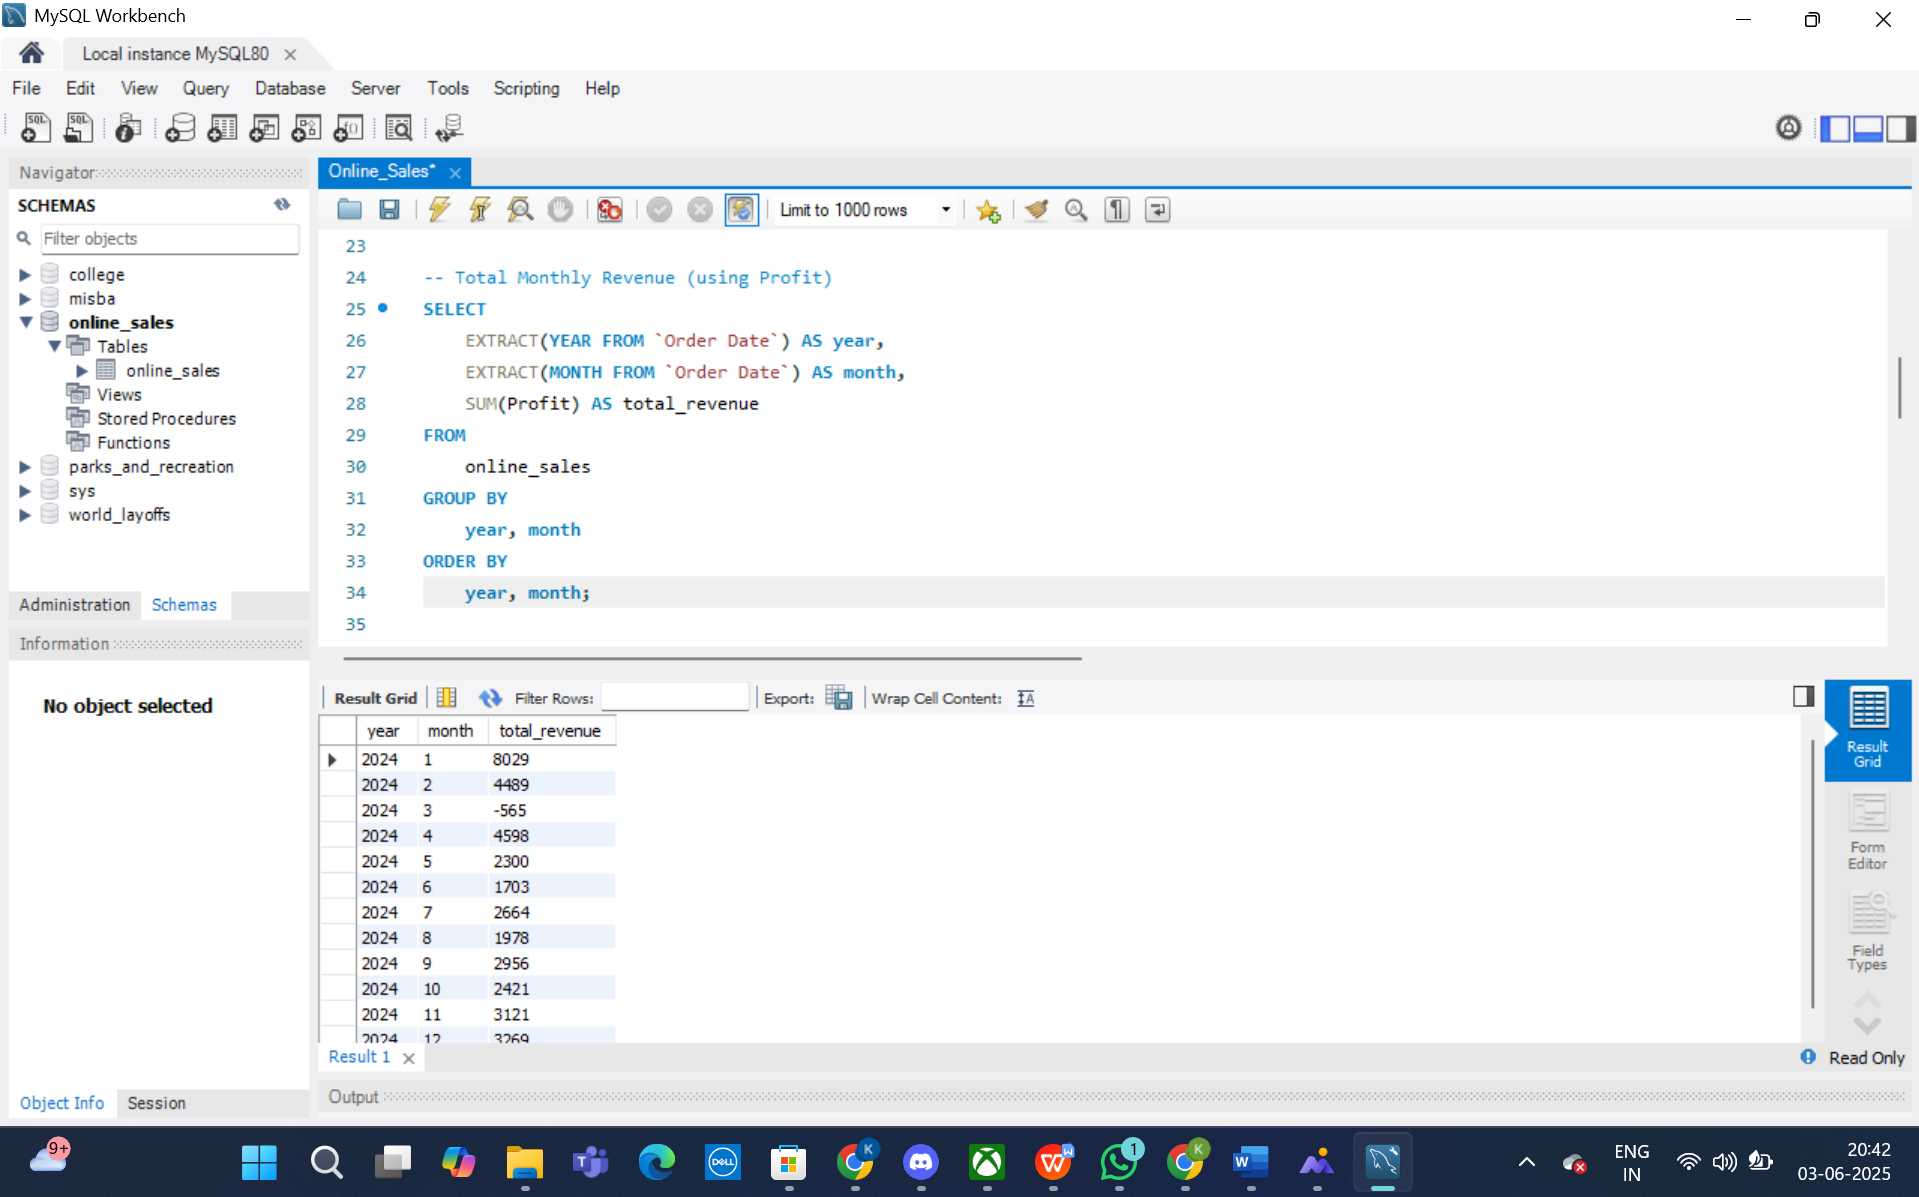 MySQL Workbench
Local instance MySQL80
File Edit View Query Database Server Tools Scripting Help
Navigator
SCHEMAS
Filter objects
college
misba
online_sales
Tables
online_sales
Views
Stored Procedures
Functions
parks_and_recreation
sys
world_layoffs
Administration Schemas
Information
No object selected
Object Info Session
Online_Sales*
Limit to 1000 rows
23
24 -- Total Monthly Revenue (using Profit)
25 SELECT
26 EXTRACT(YEAR FROM `Order Date`) AS year,
27 EXTRACT(MONTH FROM `Order Date`) AS month,
28 SUM(Profit) AS total_revenue
29 FROM
30 online_sales
31 GROUP BY
32 year, month
33 ORDER BY
34 year, month;
35
Result Grid Filter Rows: Export: Wrap Cell Content:
year month total_revenue
2024 1 8029
2024 2 4489
2024 3 -565
2024 4 4598
2024 5 2300
2024 6 1703
2024 7 2664
2024 8 1978
2024 9 2956
2024 10 2421
2024 11 3121
2024 12 3269
Result Grid
Form Editor
Field Types
Result 1
Read Only
Output
9+
DELL
K
1
K
W
ENG
IN
20:42
03-06-2025